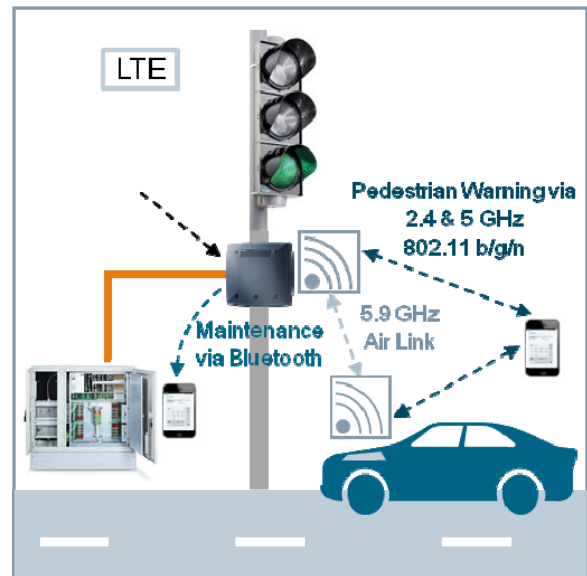 LTE
Pedestrian Warning via
2.4 & 5 GHz
802.11 b/g/n
5.9 GHz
Air Link
Maintenance
via Bluetooth